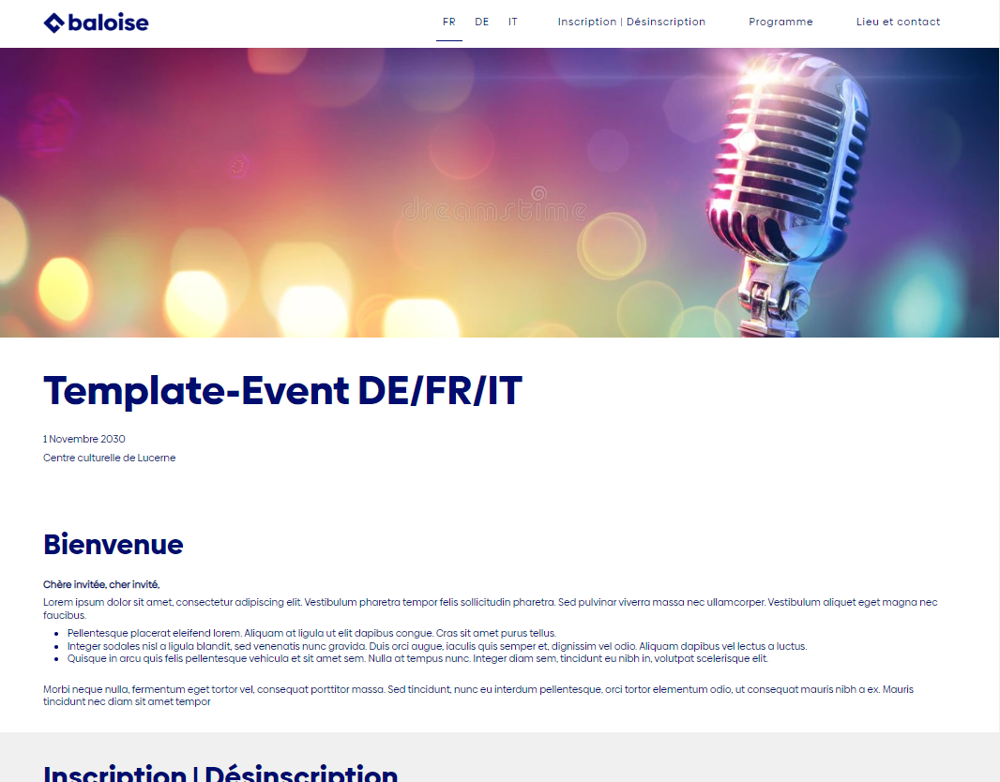 baloise
FR DE IT Inscription | Désinscription Programme Lieu et contact
dreamstime
Template-Event DE/FR/IT
1 Novembre 2030
Centre culturelle de Lucerne
Bienvenue
Chère invitée, cher invité,
Lorem ipsum dolor sit amet, consectetur adipiscing elit. Vestibulum pharetra tempor felis sollicitudin pharetra. Sed pulvinar viverra massa nec ullamcorper. Vestibulum aliquet eget magna nec
faucibus.
• Pellentesque placerat eleifend lorem. Aliquam at ligula ut elit dapibus congue. Cras sit amet purus tellus.
• Integer sodales nisl a ligula blandit, sed venenatis nunc gravida. Duis orci augue, iaculis quis semper et, dignissim vel odio. Aliquam dapibus vel lectus a luctus.
• Quisque in arcu quis felis pellentesque vehicula et sit amet sem. Nulla at tempus nunc. Integer diam sem, tincidunt eu nibh in, volutpat scelerisque elit.
Morbi neque nulla, fermentum eget tortor vel, consequat porttitor massa. Sed tincidunt, nunc eu interdum pellentesque, orci tortor elementum odio, ut consequat mauris nibh a ex. Mauris
tincidunt nec diam sit amet tempor
Inscription | Désinscription